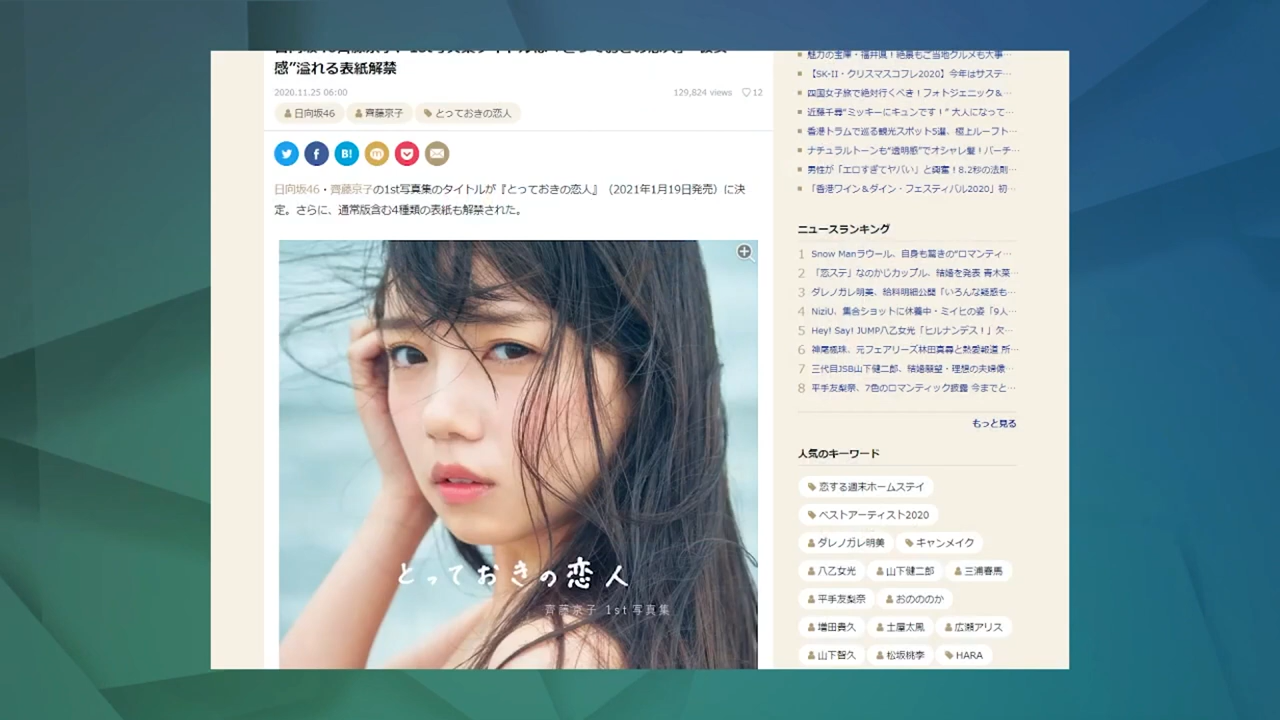 感”溢れる表紙解禁
2020.11.25 06:00
129,824 views ♡12
日向坂46 齊藤京子 とっておきの恋人
B!
日向坂46・齊藤京子の1st写真集のタイトルが『とっておきの恋人』（2021年1月19日発売）に決
定。さらに、通常版含む4種類の表紙も解禁された。
とっておきの恋人
齊藤京子 1st写真集
魅力の宝庫・福井県！絶景もご当地グルメも大事…
【SK-II・クリスマスコフレ2020】今年はサステ…
四国女子旅で絶対行くべき！フォトジェニック＆…
近藤千尋“ミッキーにキュンです！” 大人になって…
香港トラムで巡る観光スポット5選、極上ルーフト…
ナチュラルトーンも“透明感”でオシャレ髪！バーチ…
男性が「エロすぎてヤバい」と興奮！8.2秒の法則…
「香港ワイン＆ダイン・フェスティバル2020」初…
ニュースランキング
1 Snow Manラウール、自身も驚きの“ロマンティ…
2 「恋ステ」なのかじカップル、結婚を発表 青木菜…
3 ダレノガレ明美、給料明細公開「いろんな疑惑も…
4 NiziU、集合ショットに休養中・ミイヒの姿「9人…
5 Hey! Say! JUMP八乙女光「ヒルナンデス！」欠…
6 神尾楓珠、元フェアリーズ林田真尋と熱愛報道 所…
7 三代目JSB山下健二郎、結婚願望・理想の夫婦像…
8 平手友梨奈、7色のロマンティック披露 今までと…
もっと見る
人気のキーワード
恋する週末ホームステイ
ベストアーティスト2020
ダレノガレ明美 キャンメイク
八乙女光 山下健二郎 三浦春馬
平手友梨奈 おのののか
増田貴久 土屋太鳳 広瀬アリス
山下智久 松坂桃李 HARA